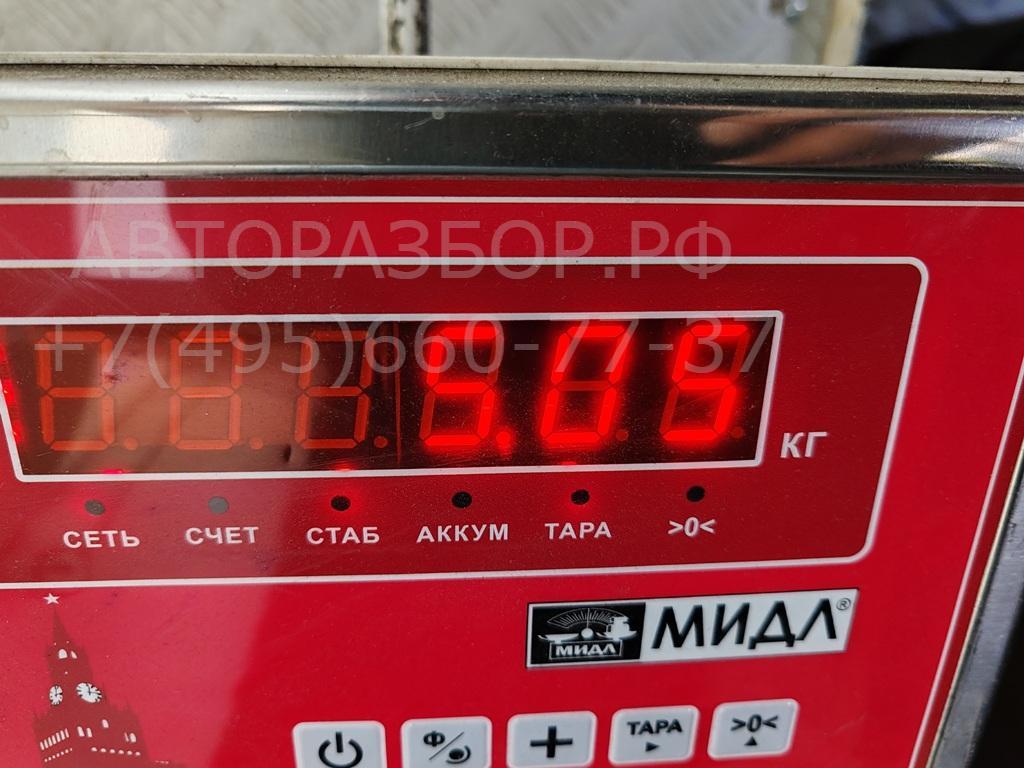 АВТОРАЗБОР.РФ
+7(495)660-77-37
5.05
КГ
СЕТЬ СЧЕТ СТАБ АККУМ ТАРА >0<
МИДЛ МИДЛ®
Ф ТАРА >0<